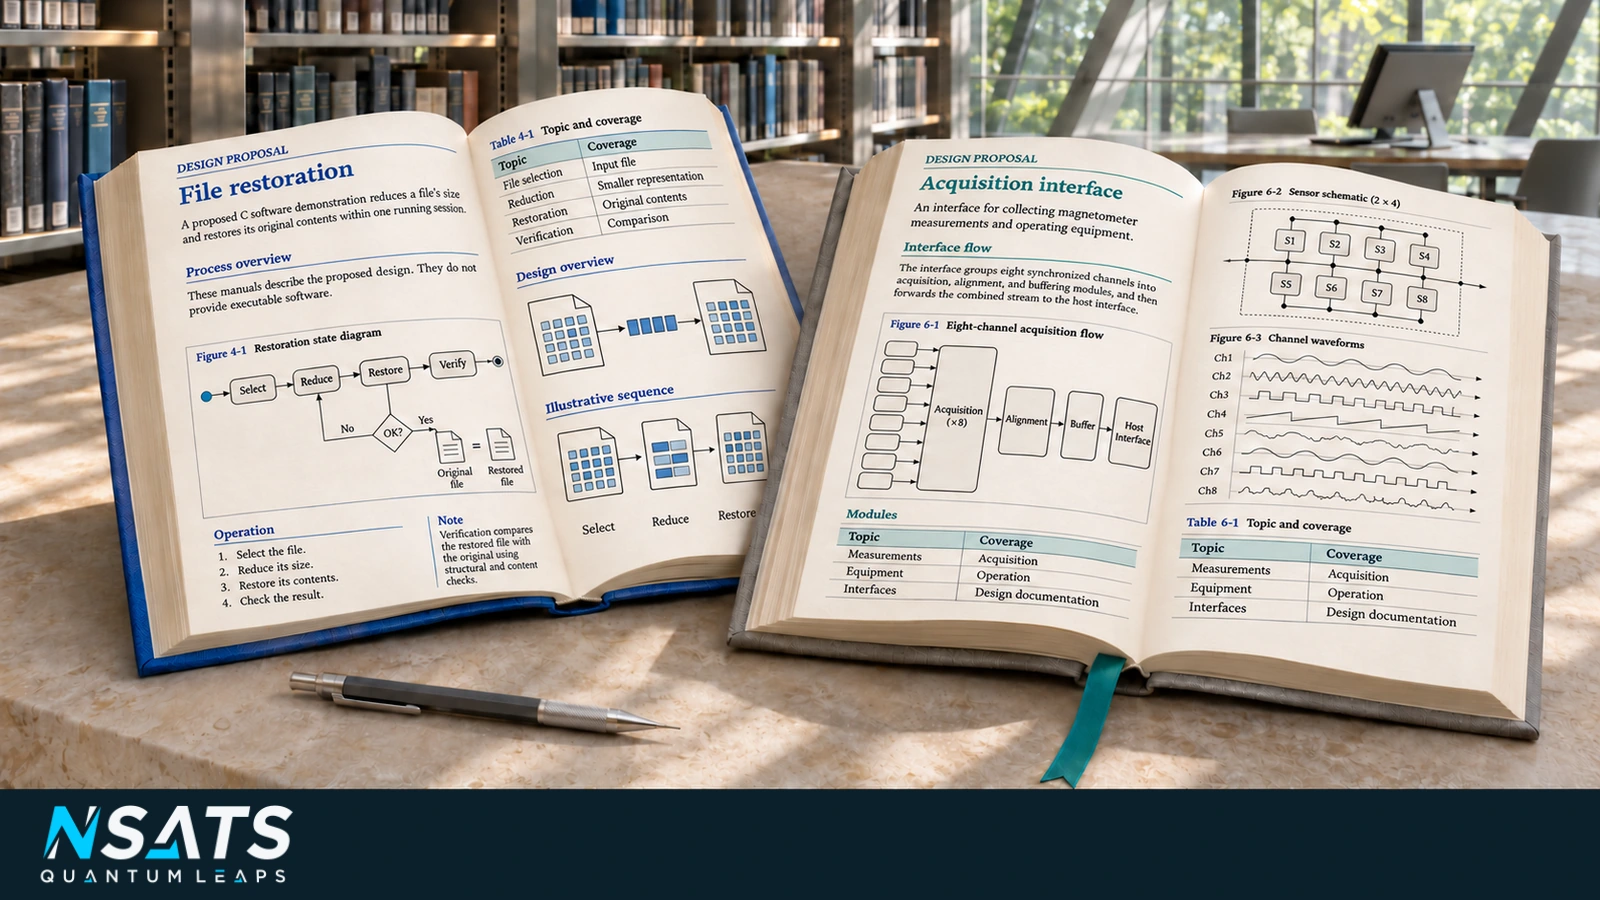 DESIGN PROPOSAL
File restoration
A proposed C software demonstration reduces a file's size
and restores its original contents within one running session.
Process overview
These manuals describe the proposed design. They do not
provide executable software.
Figure 4-1 Restoration state diagram
Select
Reduce
Restore
Verify
No
OK?
Yes
=
Original
file
Restored
file
Operation
1. Select the file.
2. Reduce its size.
3. Restore its contents.
4. Check the result.
Note
Verification compares
the restored file with
the original using
structural and content
checks.
Table 4-1 Topic and coverage
Topic Coverage
File selection Input file
Reduction Smaller representation
Restoration Original contents
Verification Comparison
Design overview
Illustrative sequence
Select Reduce Restore
DESIGN PROPOSAL
Acquisition interface
An interface for collecting magnetometer
measurements and operating equipment.
Interface flow
The interface groups eight synchronized channels into
acquisition, alignment, and buffering modules, and then
forwards the combined stream to the host interface.
Figure 6-1 Eight-channel acquisition flow
Acquisition
(×8)
Alignment
Buffer
Host
Interface
Modules
Topic Coverage
Measurements Acquisition
Equipment Operation
Interfaces Design documentation
Figure 6-2 Sensor schematic (2 × 4)
S1 S2 S3 S4
S5 S6 S7 S8
Figure 6-3 Channel waveforms
Ch1
Ch2
Ch3
Ch4
Ch5
Ch6
Ch7
Ch8
Table 6-1 Topic and coverage
Topic Coverage
Measurements Acquisition
Equipment Operation
Interfaces Design documentation
NSATS
QUANTUM LEAPS